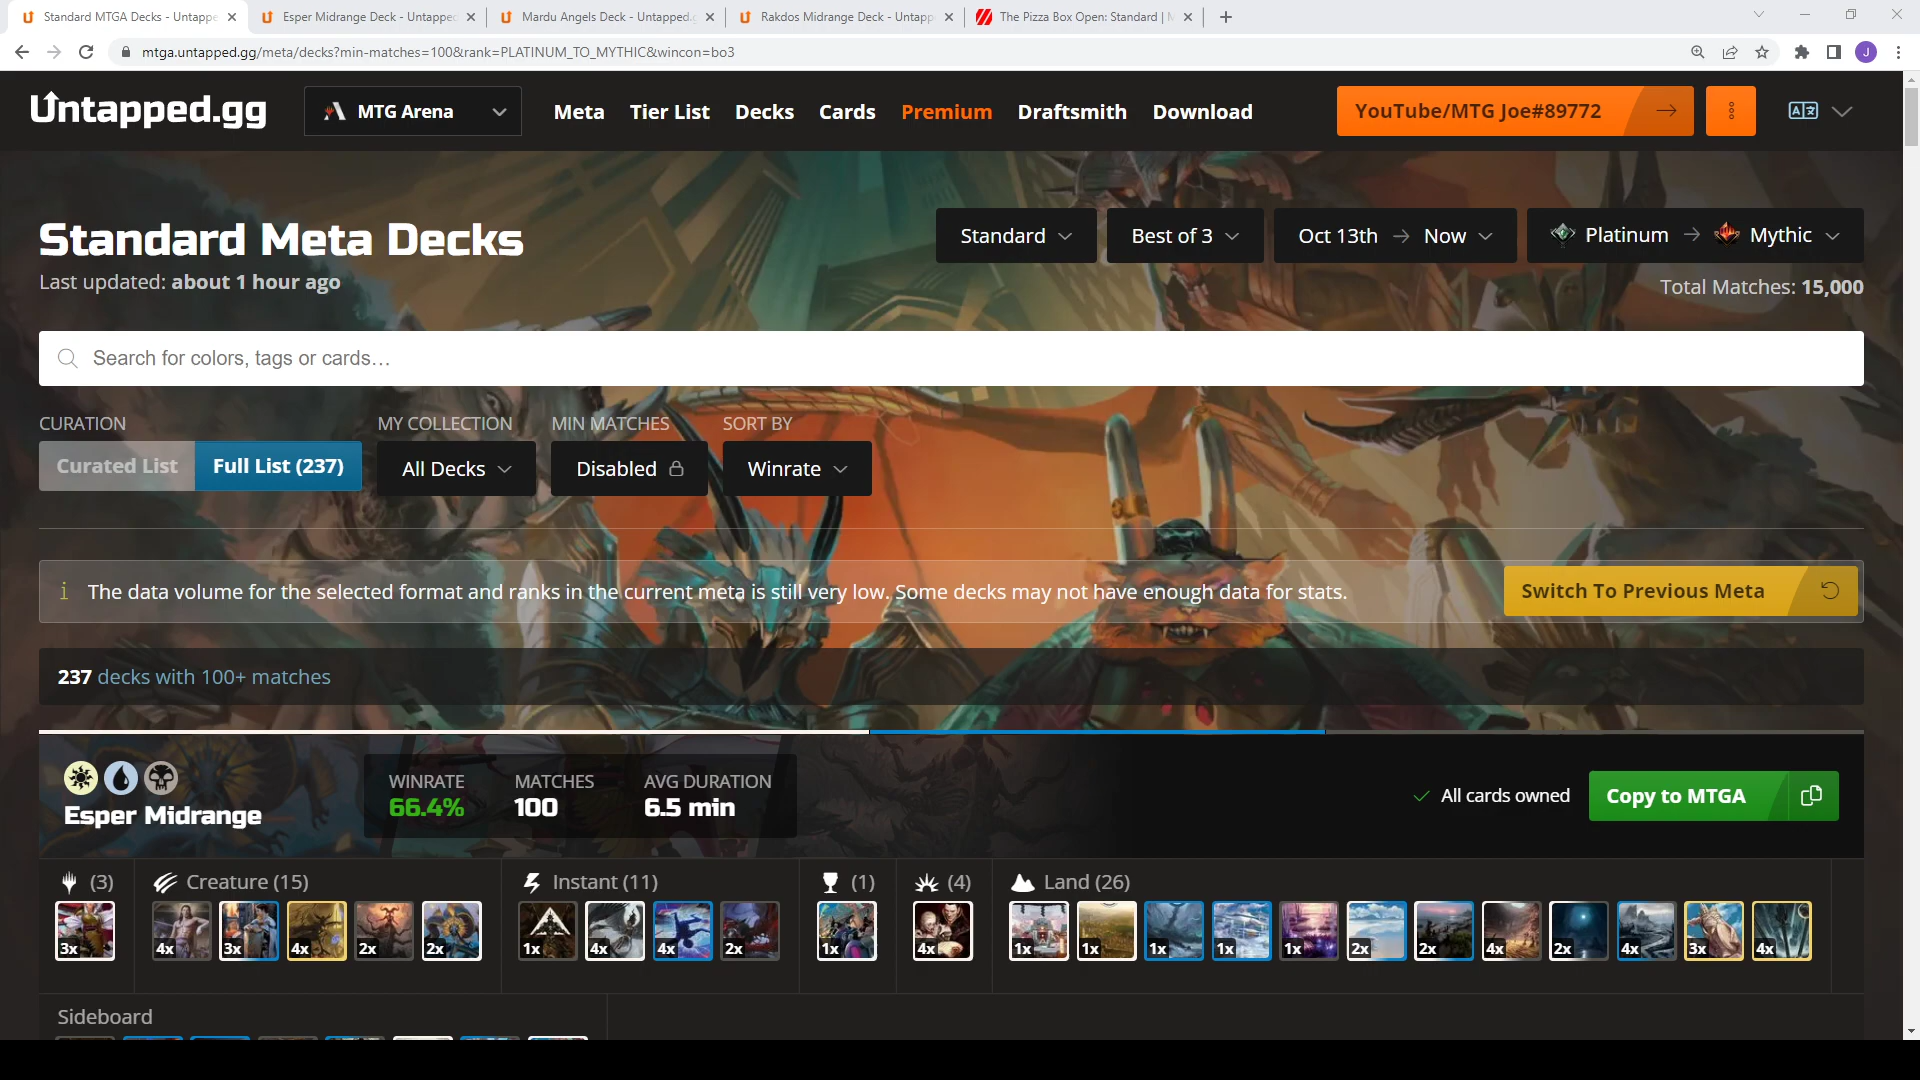 Standard MTGA Decks - Untappe
Esper Midrange Deck - Untapped
Mardu Angels Deck - Untapped.
Rakdos Midrange Deck - Untapp
The Pizza Box Open: Standard |
mtga.untapped.gg/meta/decks?min-matches=100&rank=PLATINUM_TO_MYTHIC&wincon=bo3
J
Untapped.gg
MTG Arena
Meta
Tier List
Decks
Cards
Premium
Draftsmith
Download
YouTube/MTG Joe#89772
Standard Meta Decks
Last updated: about 1 hour ago
Standard
Best of 3
Oct 13th → Now
Platinum → Mythic
Total Matches: 15,000
Search for colors, tags or cards...
CURATION
MY COLLECTION
MIN MATCHES
SORT BY
Curated List
Full List (237)
All Decks
Disabled
Winrate
The data volume for the selected format and ranks in the current meta is still very low. Some decks may not have enough data for stats.
Switch To Previous Meta
237 decks with 100+ matches
Esper Midrange
WINRATE
66.4%
MATCHES
100
AVG DURATION
6.5 min
All cards owned
Copy to MTGA
(3)
Creature (15)
Instant (11)
(1)
(4)
Land (26)
3x
4x 3x 4x 2x 2x
1x 4x 4x 2x
1x
4x
1x 1x 1x 1x 1x 2x 2x 4x 2x 4x 3x 4x
Sideboard